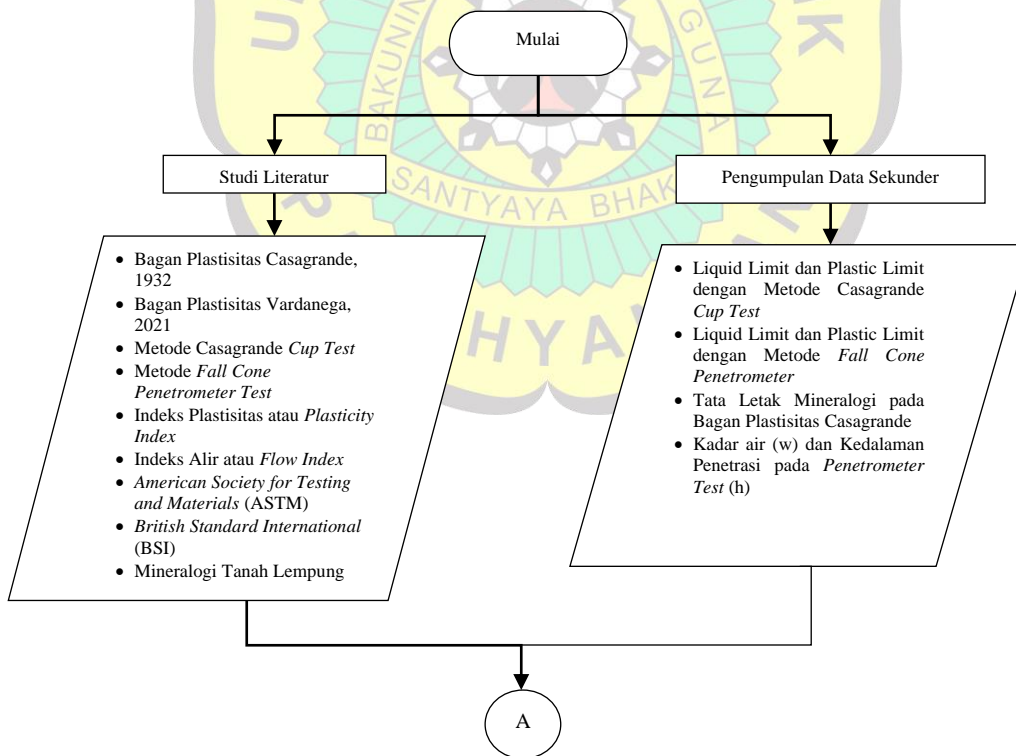 Mulai
Studi Literatur
Pengumpulan Data Sekunder
• Bagan Plastisitas Casagrande,
1932
• Bagan Plastisitas Vardanega,
2021
• Metode Casagrande Cup Test
• Metode Fall Cone
Penetrometer Test
• Indeks Plastisitas atau Plasticity
Index
• Indeks Alir atau Flow Index
• American Society for Testing
and Materials (ASTM)
• British Standard International
(BSI)
• Mineralogi Tanah Lempung
• Liquid Limit dan Plastic Limit
dengan Metode Casagrande
Cup Test
• Liquid Limit dan Plastic Limit
dengan Metode Fall Cone
Penetrometer
• Tata Letak Mineralogi pada
Bagan Plastisitas Casagrande
• Kadar air (w) dan Kedalaman
Penetrasi pada Penetrometer
Test (h)
A
BAKUNIN
GUNA
SANTYAYA BHAK